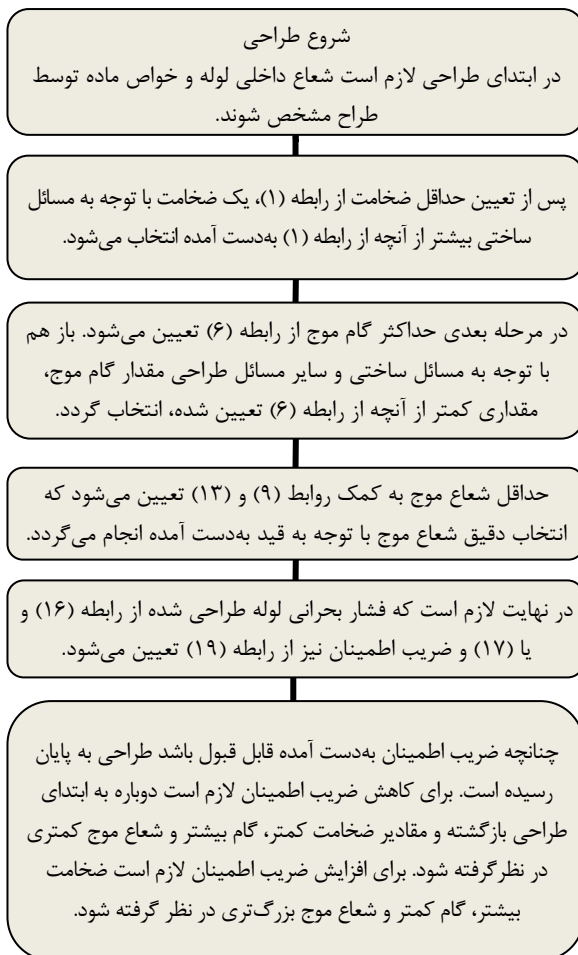 شروع طراحی
در ابتدای طراحی لازم است شعاع داخلی لوله و خواص ماده توسط
طراح مشخص شوند.
پس از تعیین حداقل ضخامت از رابطه (۱)، یک ضخامت با توجه به مسائل
ساختی بیشتر از آنچه از رابطه (۱) به‌دست آمده انتخاب می‌شود.
در مرحله بعدی حداکثر گام موج از رابطه (۶) تعیین می‌شود. باز هم
با توجه به مسائل ساختی و سایر مسائل طراحی مقدار گام موج،
مقداری کمتر از آنچه از رابطه (۶) تعیین شده، انتخاب گردد.
حداقل شعاع موج به کمک روابط (۹) و (۱۳) تعیین می‌شود که
انتخاب دقیق شعاع موج با توجه به قید به‌دست آمده انجام می‌گردد.
در نهایت لازم است که فشار بحرانی لوله طراحی شده از رابطه (۱۶) و
یا (۱۷) و ضریب اطمینان نیز از رابطه (۱۹) تعیین می‌شود.
چنانچه ضریب اطمینان به‌دست آمده قابل قبول باشد طراحی به پایان
رسیده است. برای کاهش ضریب اطمینان لازم است دوباره به ابتدای
طراحی بازگشته و مقادیر ضخامت کمتر، گام بیشتر و شعاع موج کمتری
در نظرگرفته شود. برای افزایش ضریب اطمینان لازم است ضخامت
بیشتر، گام کمتر و شعاع موج بزرگ‌تری در نظر گرفته شود.